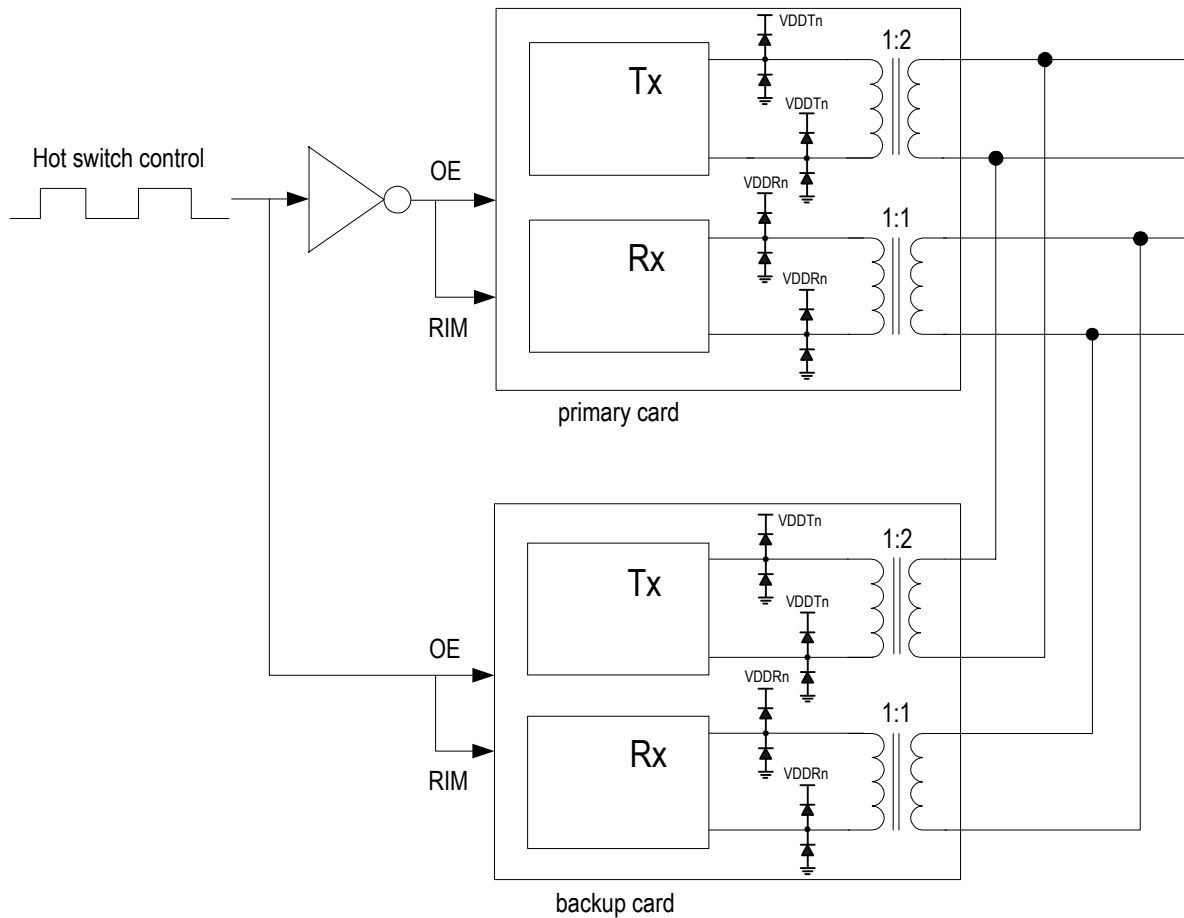 Hot switch control
OE
RIM
VDDTn
1:2
Tx
VDDTn
VDDRn
1:1
Rx
VDDRn
primary card
OE
RIM
VDDTn
1:2
Tx
VDDTn
VDDRn
1:1
Rx
VDDRn
backup card